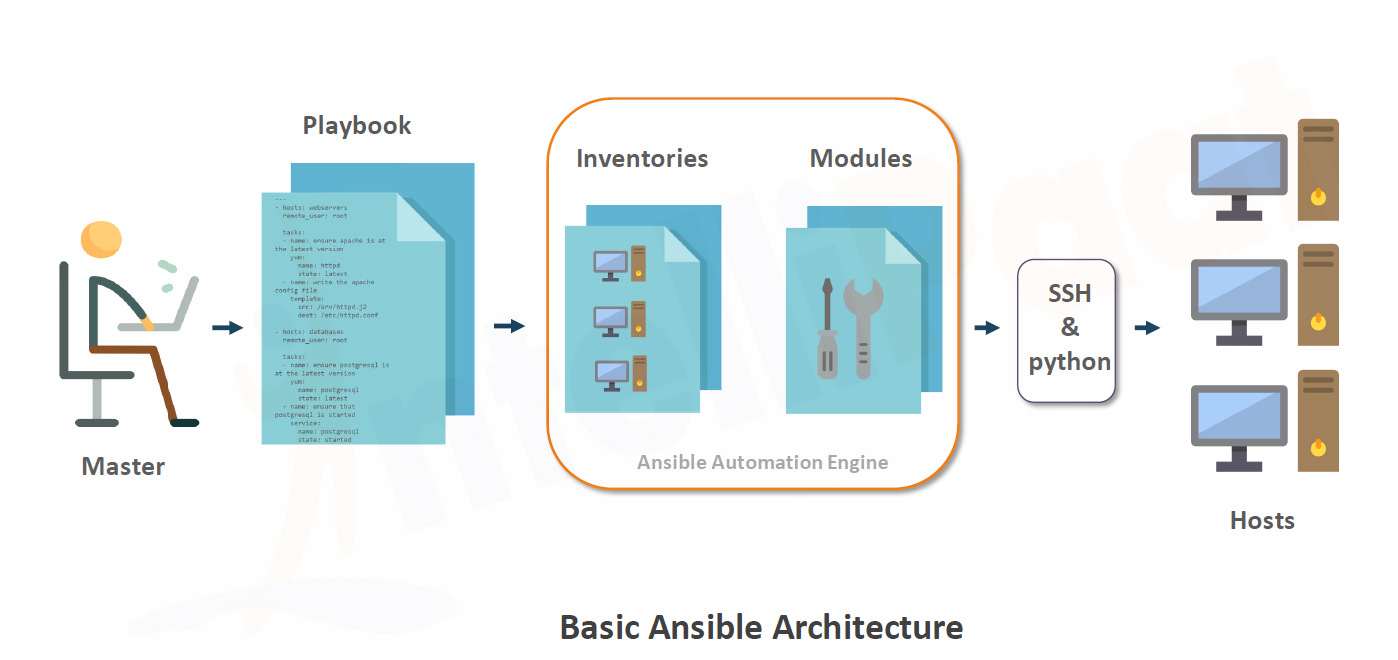 Playbook
---
- hosts: webservers
remote_user: root
tasks:
- name: ensure apache is at
the latest version
yum:
name: httpd
state: latest
- name: write the apache
config file
template:
src: /srv/httpd.j2
dest: /etc/httpd.conf
- hosts: databases
remote_user: root
tasks:
- name: ensure postgresql is
at the latest version
yum:
name: postgresql
state: latest
- name: ensure that
postgresql is started
service:
name: postgresql
state: started
Master
Inventories
Modules
Ansible Automation Engine
SSH
&
python
Hosts
Basic Ansible Architecture
intellipaat